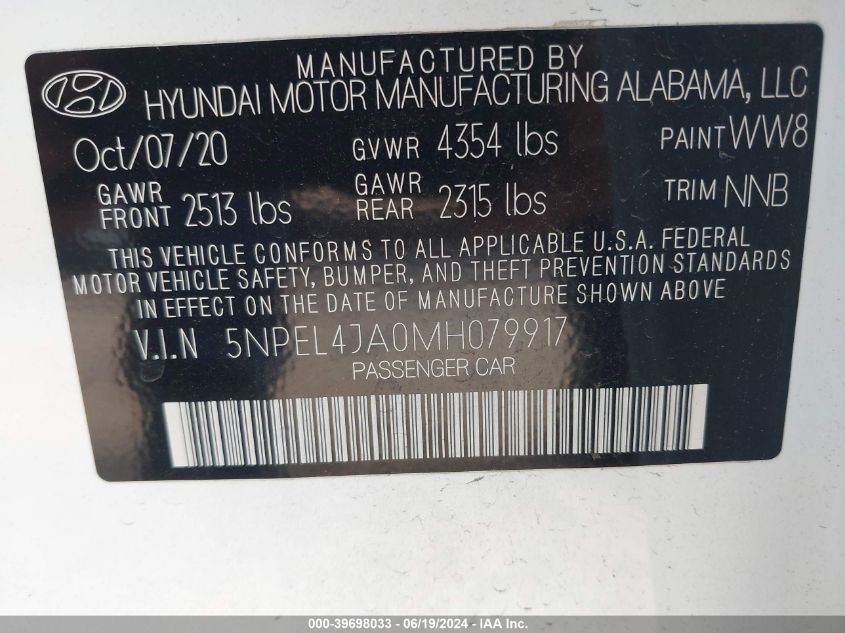 MANUFACTURED BY
HYUNDAI MOTOR MANUFACTURING ALABAMA, LLC
Oct/07/20 GVWR 4354 lbs PAINT WW8
GAWR FRONT 2513 lbs GAWR REAR 2315 lbs TRIM NNB
THIS VEHICLE CONFORMS TO ALL APPLICABLE U.S.A. FEDERAL
MOTOR VEHICLE SAFETY, BUMPER, AND THEFT PREVENTION STANDARDS
IN EFFECT ON THE DATE OF MANUFACTURE SHOWN ABOVE
V.I.N 5NPEL4JA0MH079917
PASSENGER CAR
000-39698033 - 06/19/2024 - IAA Inc.